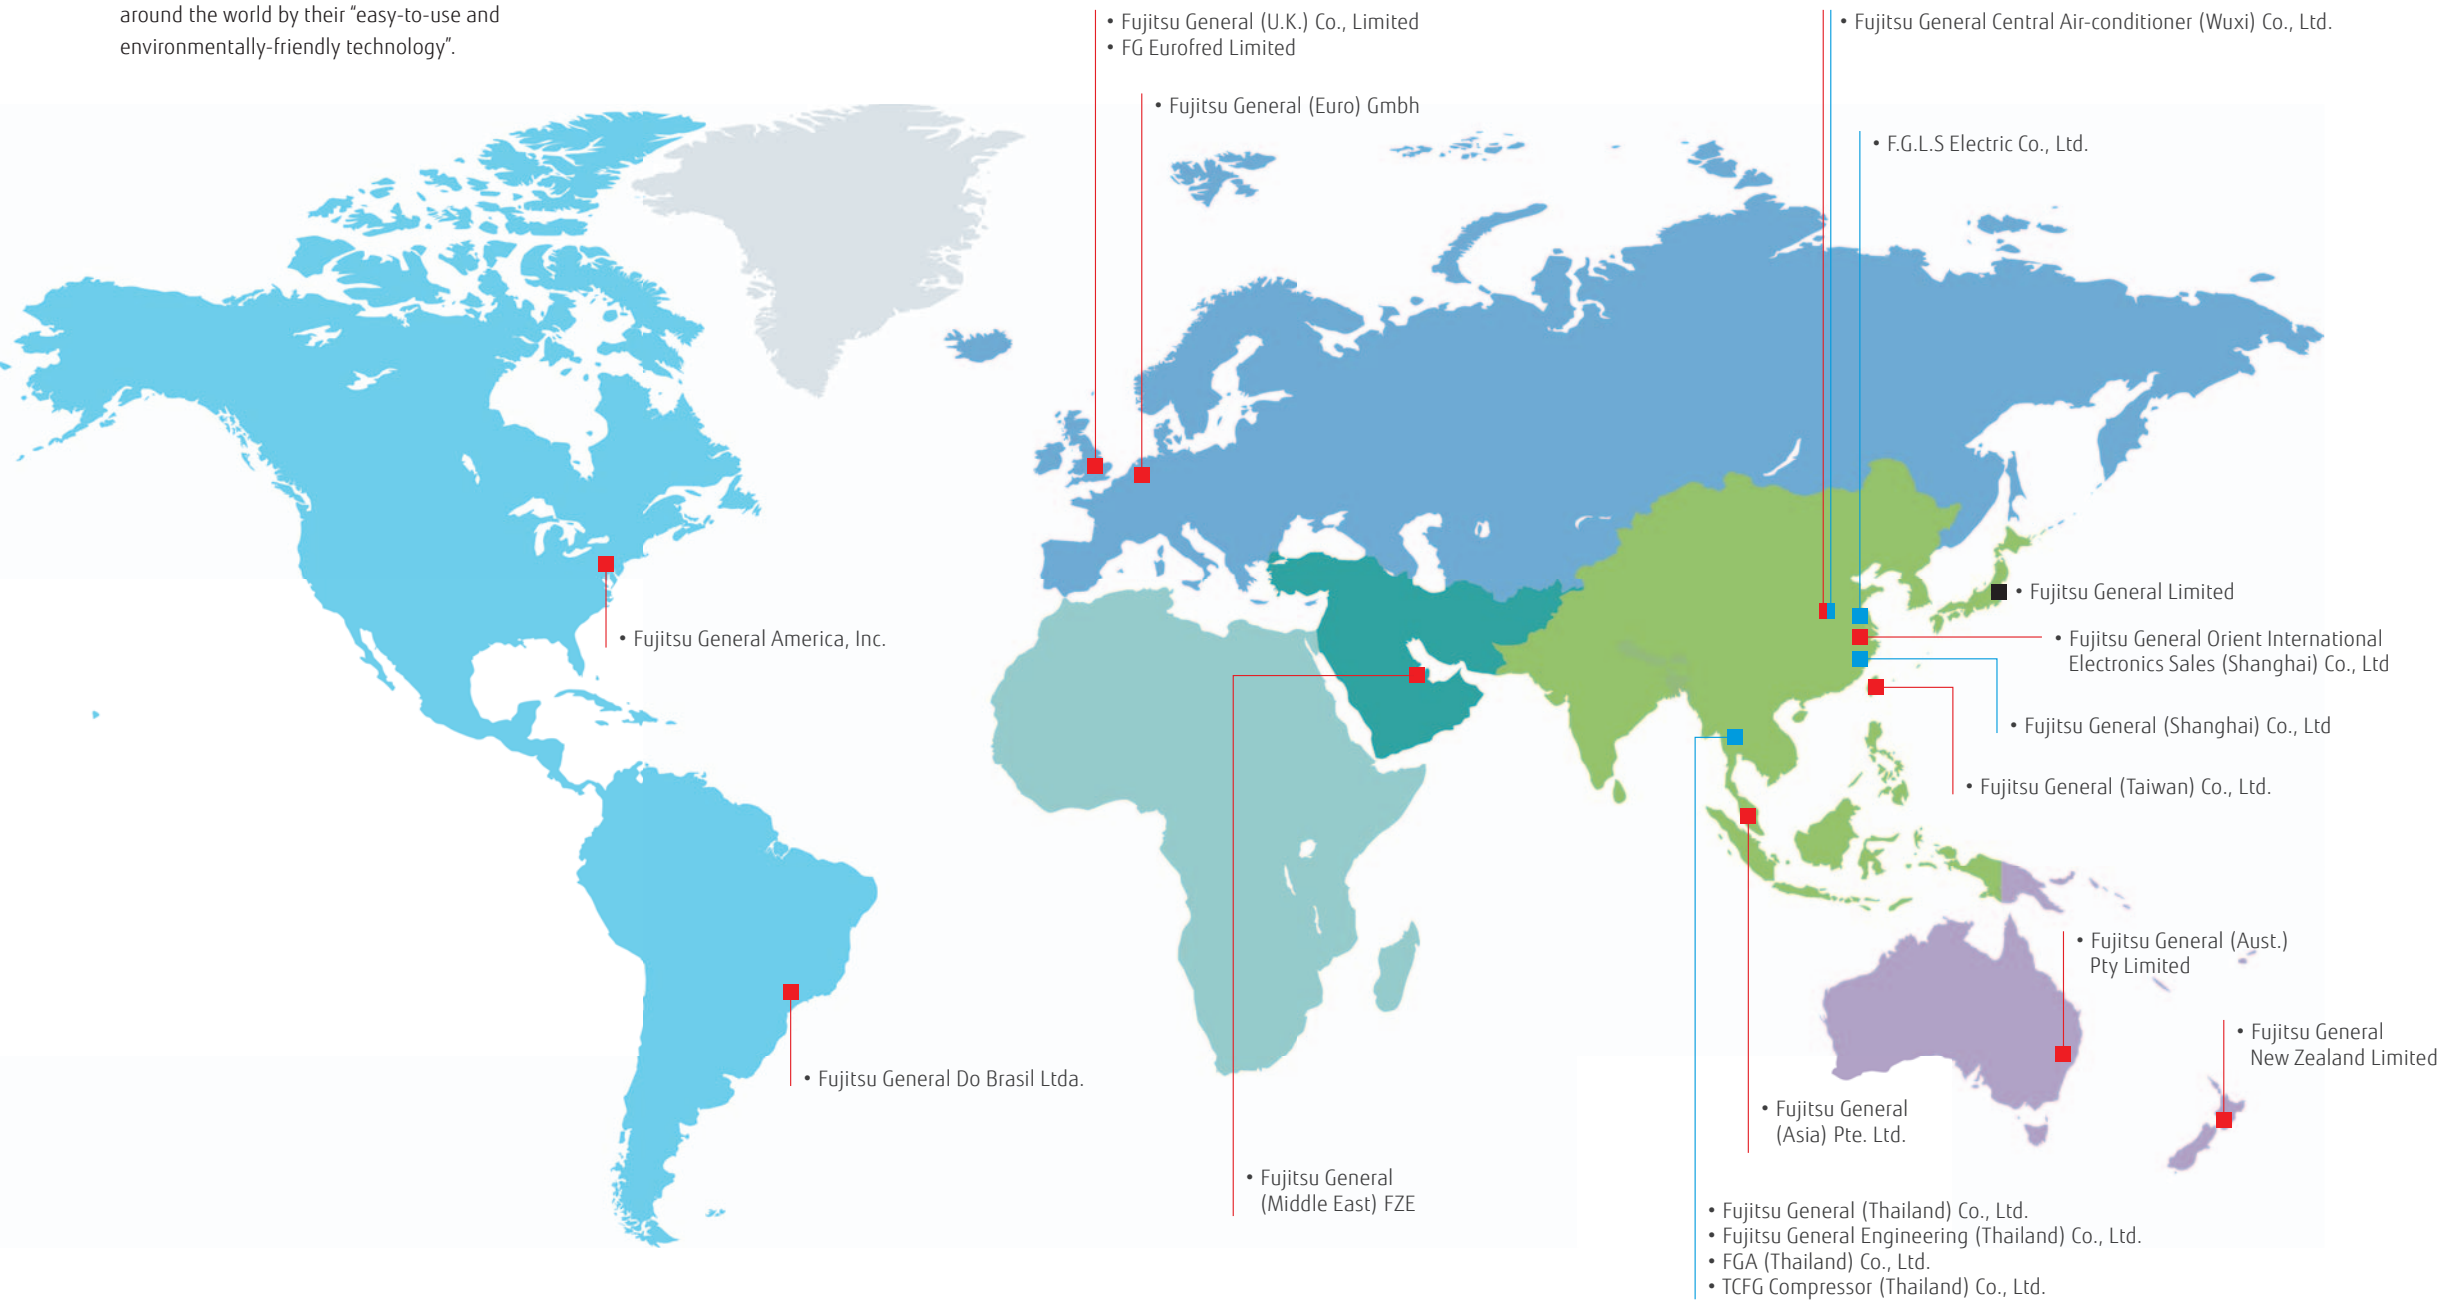 around the world by their “easy-to-use and
environmentally-friendly technology”.
• Fujitsu General (U.K.) Co., Limited
• FG Eurofred Limited
• Fujitsu General (Euro) Gmbh
• Fujitsu General Central Air-conditioner (Wuxi) Co., Ltd.
• F.G.L.S Electric Co., Ltd.
• Fujitsu General Limited
• Fujitsu General Orient International
Electronics Sales (Shanghai) Co., Ltd
• Fujitsu General (Shanghai) Co., Ltd
• Fujitsu General (Taiwan) Co., Ltd.
• Fujitsu General America, Inc.
• Fujitsu General Do Brasil Ltda.
• Fujitsu General
(Middle East) FZE
• Fujitsu General (Aust.)
Pty Limited
• Fujitsu General
New Zealand Limited
• Fujitsu General
(Asia) Pte. Ltd.
• Fujitsu General (Thailand) Co., Ltd.
• Fujitsu General Engineering (Thailand) Co., Ltd.
• FGA (Thailand) Co., Ltd.
• TCFG Compressor (Thailand) Co., Ltd.